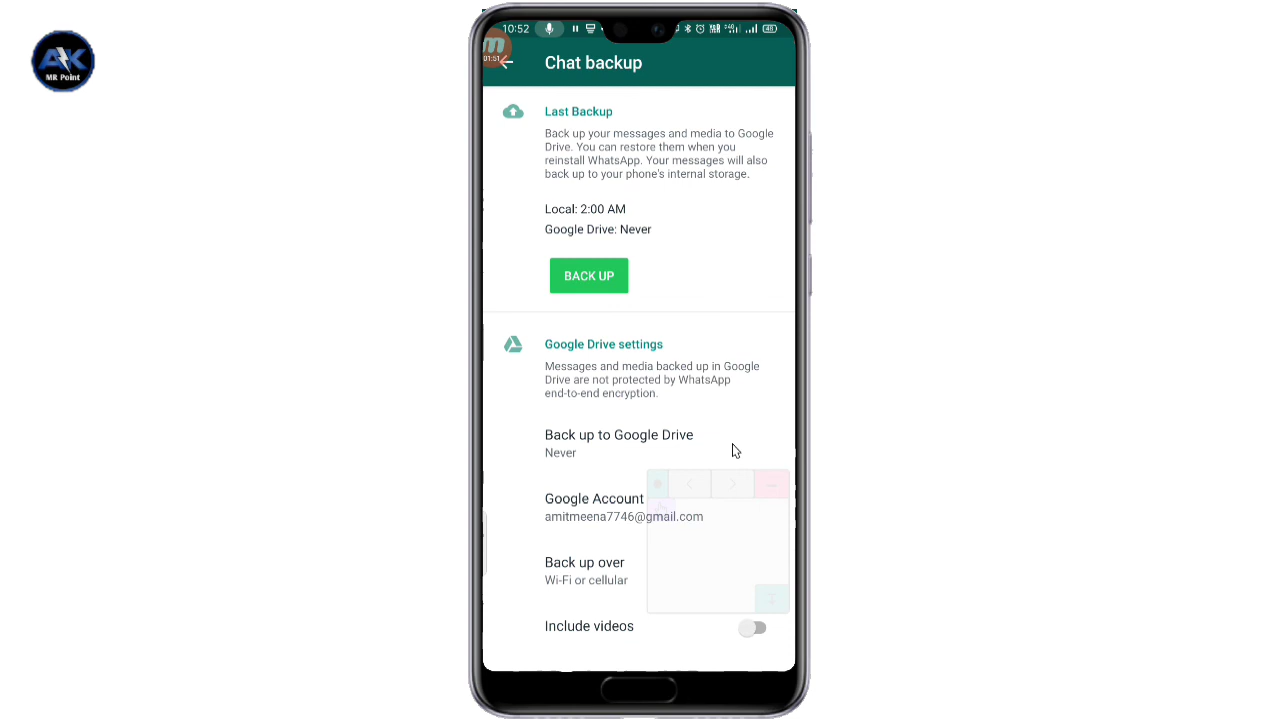 AK
MR Point
10:52
01:51
Chat backup
Last Backup
Back up your messages and media to Google
Drive. You can restore them when you
reinstall WhatsApp. Your messages will also
back up to your phone's internal storage.
Local: 2:00 AM
Google Drive: Never
BACK UP
Google Drive settings
Messages and media backed up in Google
Drive are not protected by WhatsApp
end-to-end encryption.
Back up to Google Drive
Never
Google Account
amitmeena7746@gmail.com
Back up over
Wi-Fi or cellular
Include videos